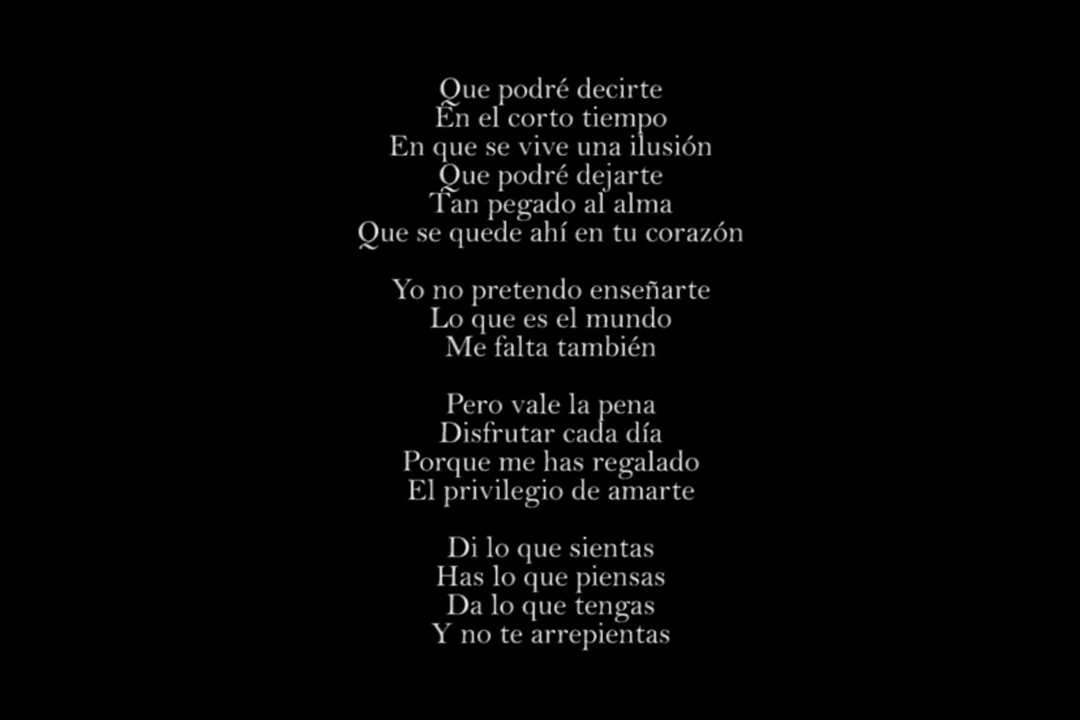 Que podré decirte
En el corto tiempo
En que se vive una ilusión
Que podré dejarte
Tan pegado al alma
Que se quede ahí en tu corazón
Yo no pretendo enseñarte
Lo que es el mundo
Me falta también
Pero vale la pena
Disfrutar cada día
Porque me has regalado
El privilegio de amarte
Di lo que sientas
Has lo que piensas
Da lo que tengas
Y no te arrepientas